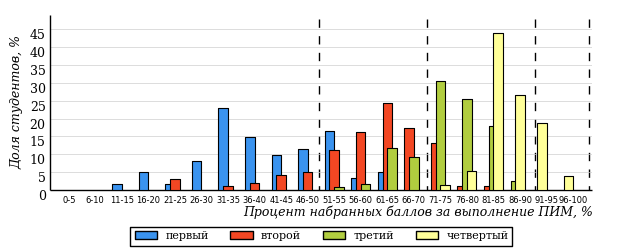 Доля студентов, %
45
40
35
30
25
20
15
10
5
0
0-5 6-10 11-15 16-20 21-25 26-30 31-35 36-40 41-45 46-50 51-55 56-60 61-65 66-70 71-75 76-80 81-85 86-90 91-95 96-100
Процент набранных баллов за выполнение ПИМ, %
первый второй третий четвертый